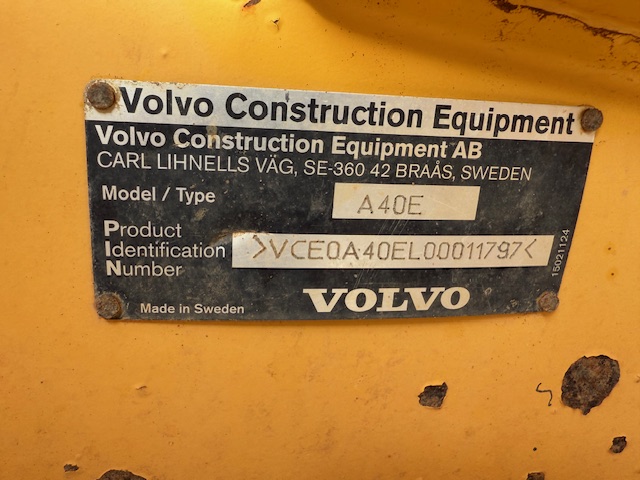 Volvo Construction Equipment
Volvo Construction Equipment AB
CARL LIHNELLS VÄG, SE-360 42 BRAÅS, SWEDEN
Model / Type
A40E
Product
Identification
Number
>VCE0A40EL00011797<
15021124
Made in Sweden
VOLVO